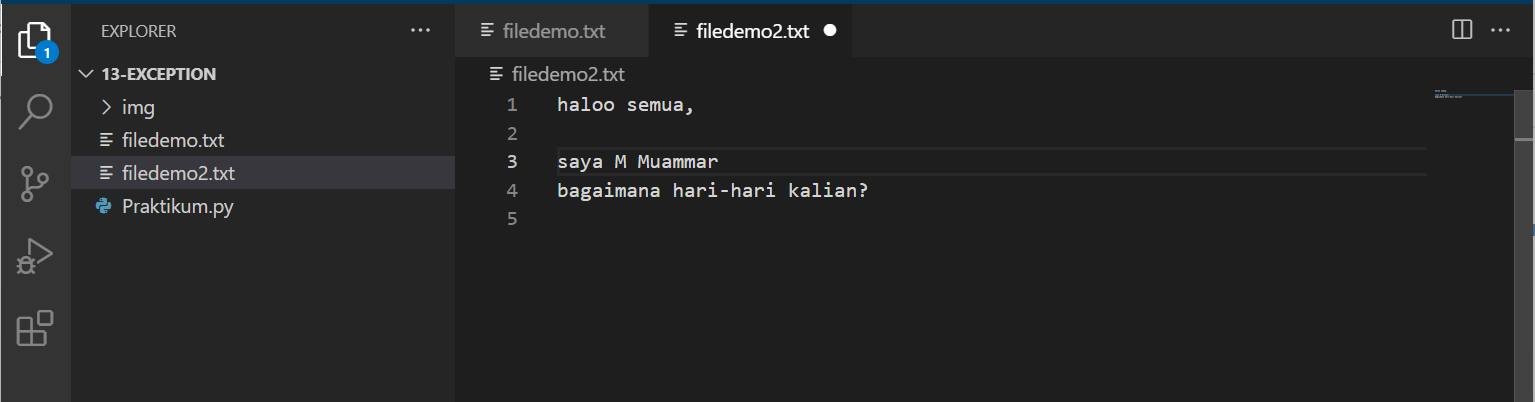 EXPLORER
13-EXCEPTION
img
filedemo.txt
filedemo2.txt
Praktikum.py
1
filedemo.txt
filedemo2.txt
filedemo2.txt
1 haloo semua,
2
3 saya M Muammar
4 bagaimana hari-hari kalian?
5